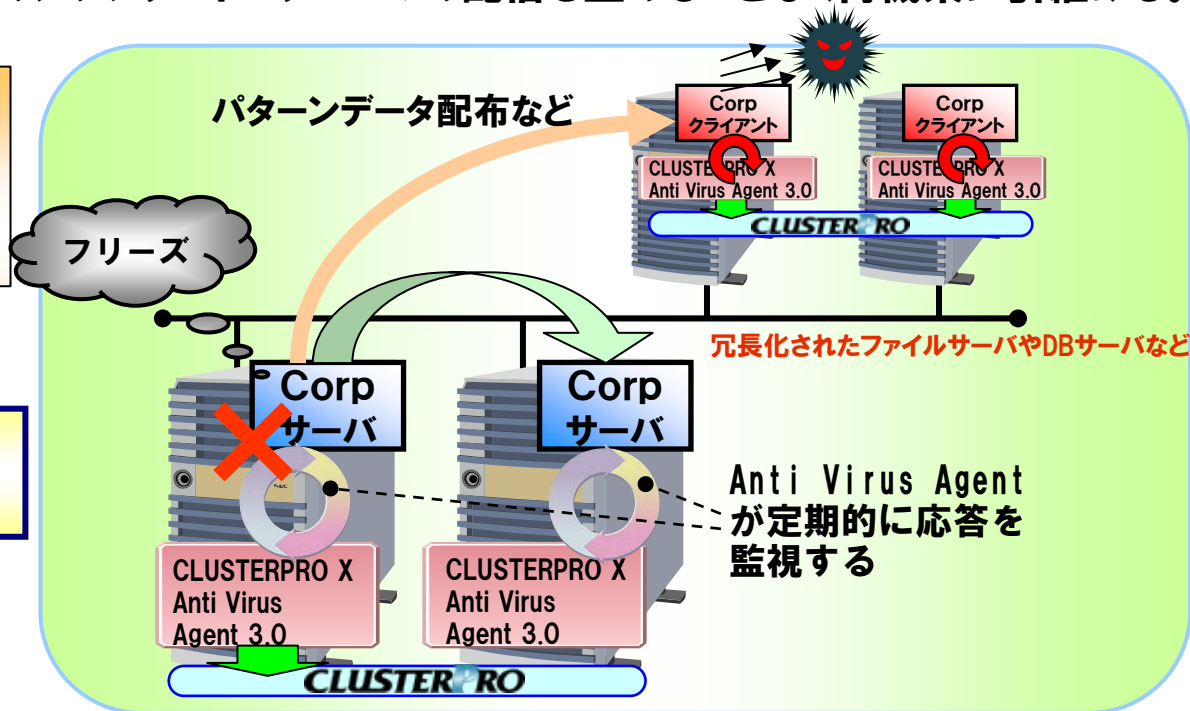 パターンデータ配布など
Corp
クライアント
CLUSTERPRO X
Anti Virus Agent 3.0
CLUSTERPRO
Corp
クライアント
CLUSTERPRO X
Anti Virus Agent 3.0
フリーズ
冗長化されたファイルサーバやDBサーバなど
Corp
サーバ
Corp
サーバ
Anti Virus Agent
が定期的に応答を
監視する
CLUSTERPRO X
Anti Virus
Agent 3.0
CLUSTERPRO X
Anti Virus
Agent 3.0
CLUSTERPRO